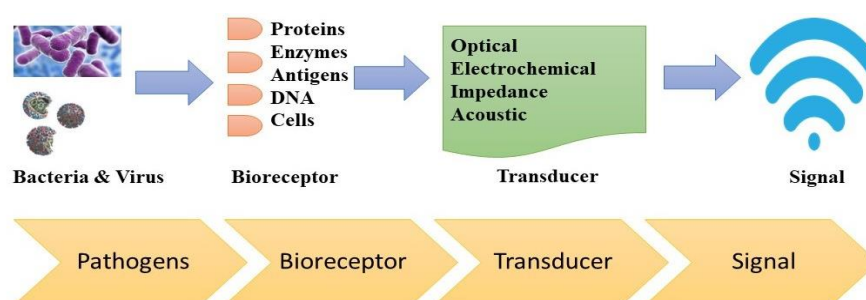 Proteins
Enzymes
Antigens
DNA
Cells
Optical
Electrochemical
Impedance
Acoustic
Bacteria & Virus
Bioreceptor
Transducer
Signal
Pathogens
Bioreceptor
Transducer
Signal